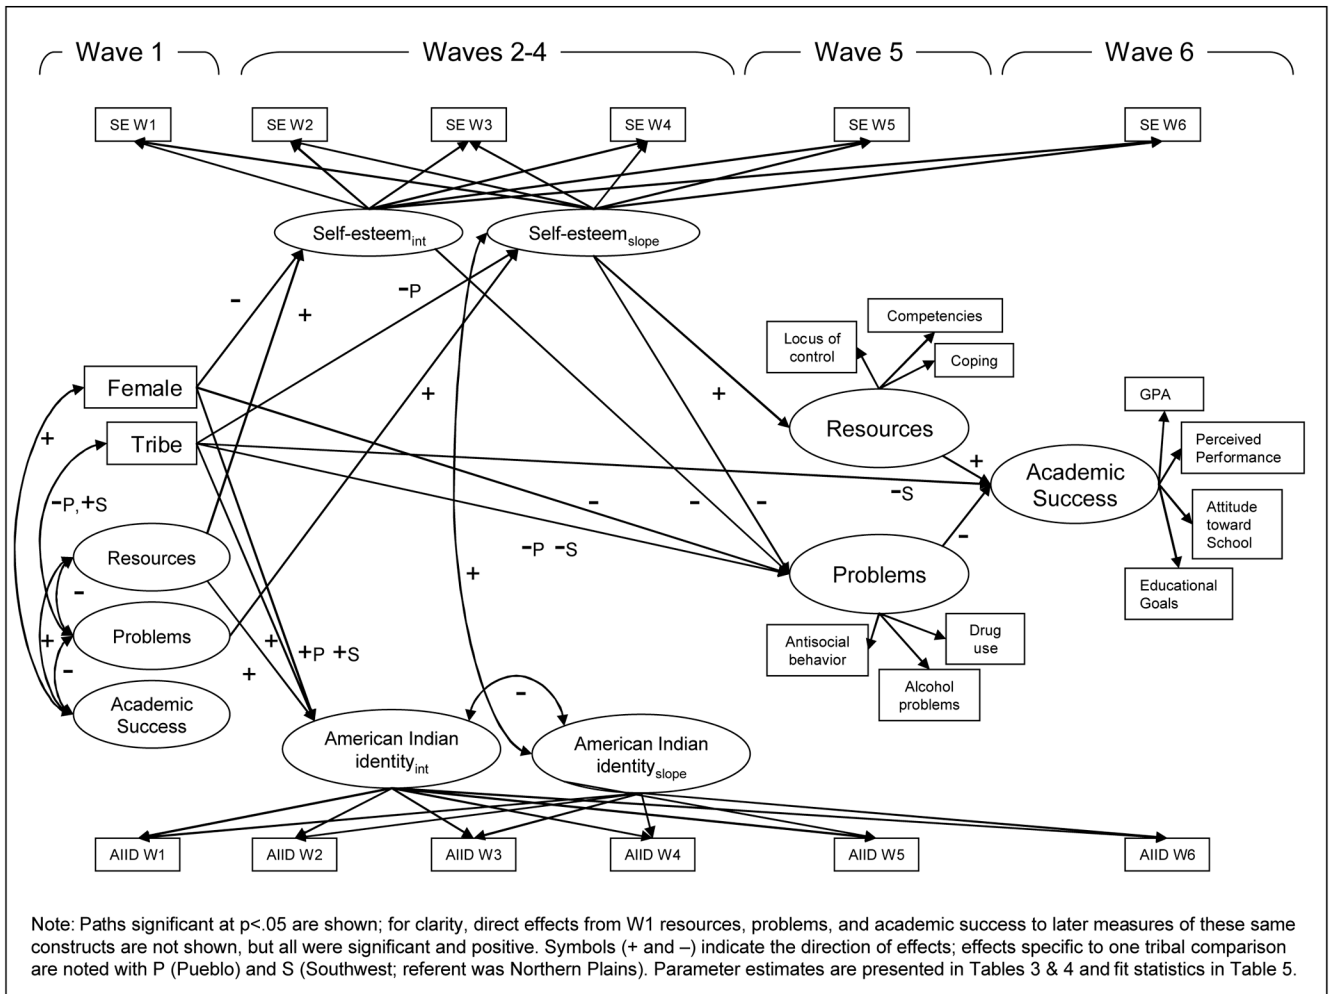 Wave 1 Waves 2-4 Wave 5 Wave 6
SE W1 SE W2 SE W3 SE W4 SE W5 SE W6
Self-esteemint Self-esteemslope
-P
-
+
Competencies
Locus of
control
Coping
Female
+
+
GPA
Resources
Tribe
+
Perceived
Performance
+
Academic
Success
-P,+S
-
-
-
-S
Attitude
toward
School
Resources
-P -S
-
Problems
+
Educational
Goals
-
Problems
+
+
+P +S
Antisocial
behavior
Drug
use
-
+
-
Alcohol
problems
Academic
Success
American Indian
identityint
American Indian
identityslope
AIID W1 AIID W2 AIID W3 AIID W4 AIID W5 AIID W6
Note: Paths significant at p<.05 are shown; for clarity, direct effects from W1 resources, problems, and academic success to later measures of these same
constructs are not shown, but all were significant and positive. Symbols (+ and –) indicate the direction of effects; effects specific to one tribal comparison
are noted with P (Pueblo) and S (Southwest; referent was Northern Plains). Parameter estimates are presented in Tables 3 & 4 and fit statistics in Table 5.